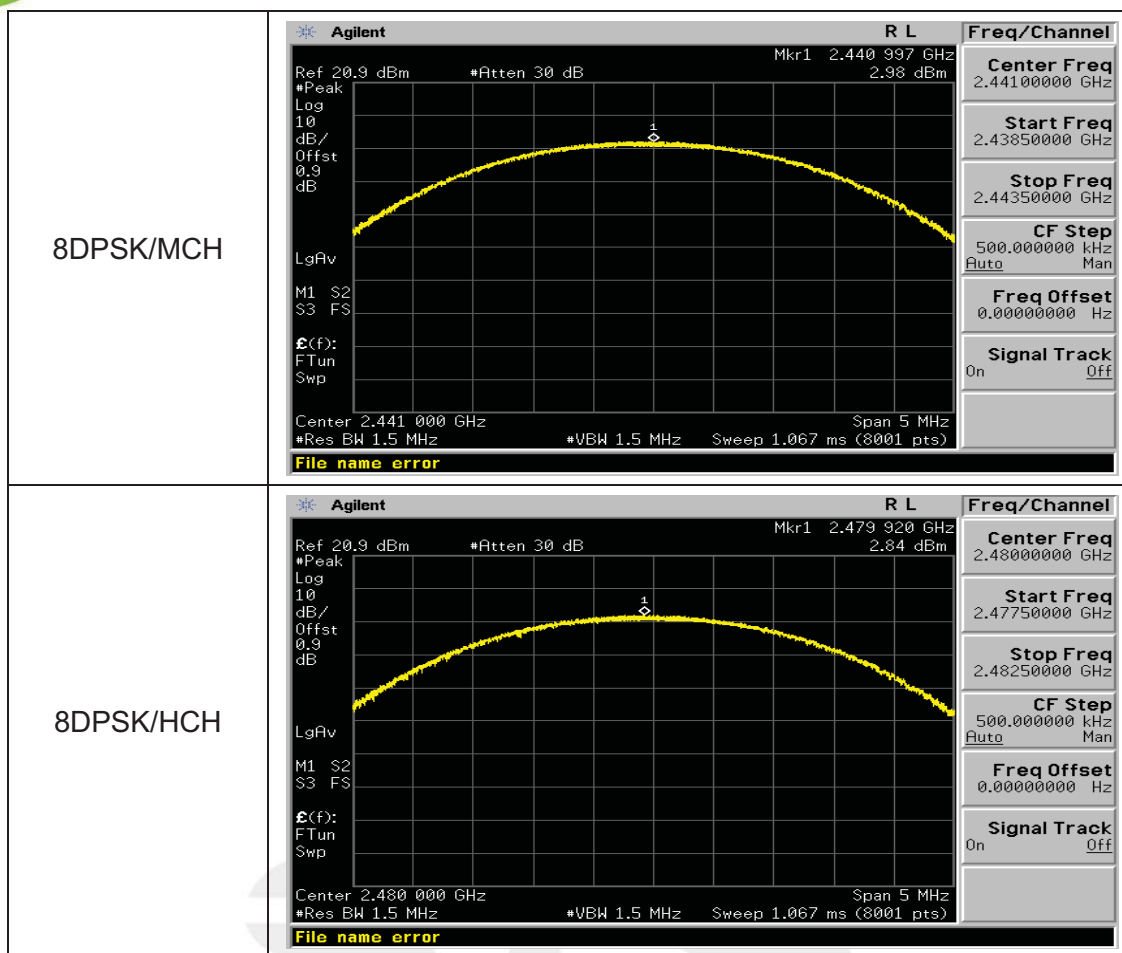 8DPSK/MCH
Agilent R L
Mkr1 2.440 997 GHz
Ref 20.9 dBm #Atten 30 dB 2.98 dBm
#Peak
Log
10
dB/
Offst
0.9
dB
1
LgAv
M1 S2
S3 FS
£(f):
FTun
Swp
Center 2.441 000 GHz Span 5 MHz
#Res BW 1.5 MHz #VBW 1.5 MHz Sweep 1.067 ms (8001 pts)
File name error
Freq/Channel
Center Freq
2.44100000 GHz
Start Freq
2.43850000 GHz
Stop Freq
2.44350000 GHz
CF Step
500.000000 kHz
Auto Man
Freq Offset
0.00000000 Hz
Signal Track
On Off
8DPSK/HCH
Agilent R L
Mkr1 2.479 920 GHz
Ref 20.9 dBm #Atten 30 dB 2.84 dBm
#Peak
Log
10
dB/
Offst
0.9
dB
1
LgAv
M1 S2
S3 FS
£(f):
FTun
Swp
Center 2.480 000 GHz Span 5 MHz
#Res BW 1.5 MHz #VBW 1.5 MHz Sweep 1.067 ms (8001 pts)
File name error
Freq/Channel
Center Freq
2.48000000 GHz
Start Freq
2.47750000 GHz
Stop Freq
2.48250000 GHz
CF Step
500.000000 kHz
Auto Man
Freq Offset
0.00000000 Hz
Signal Track
On Off